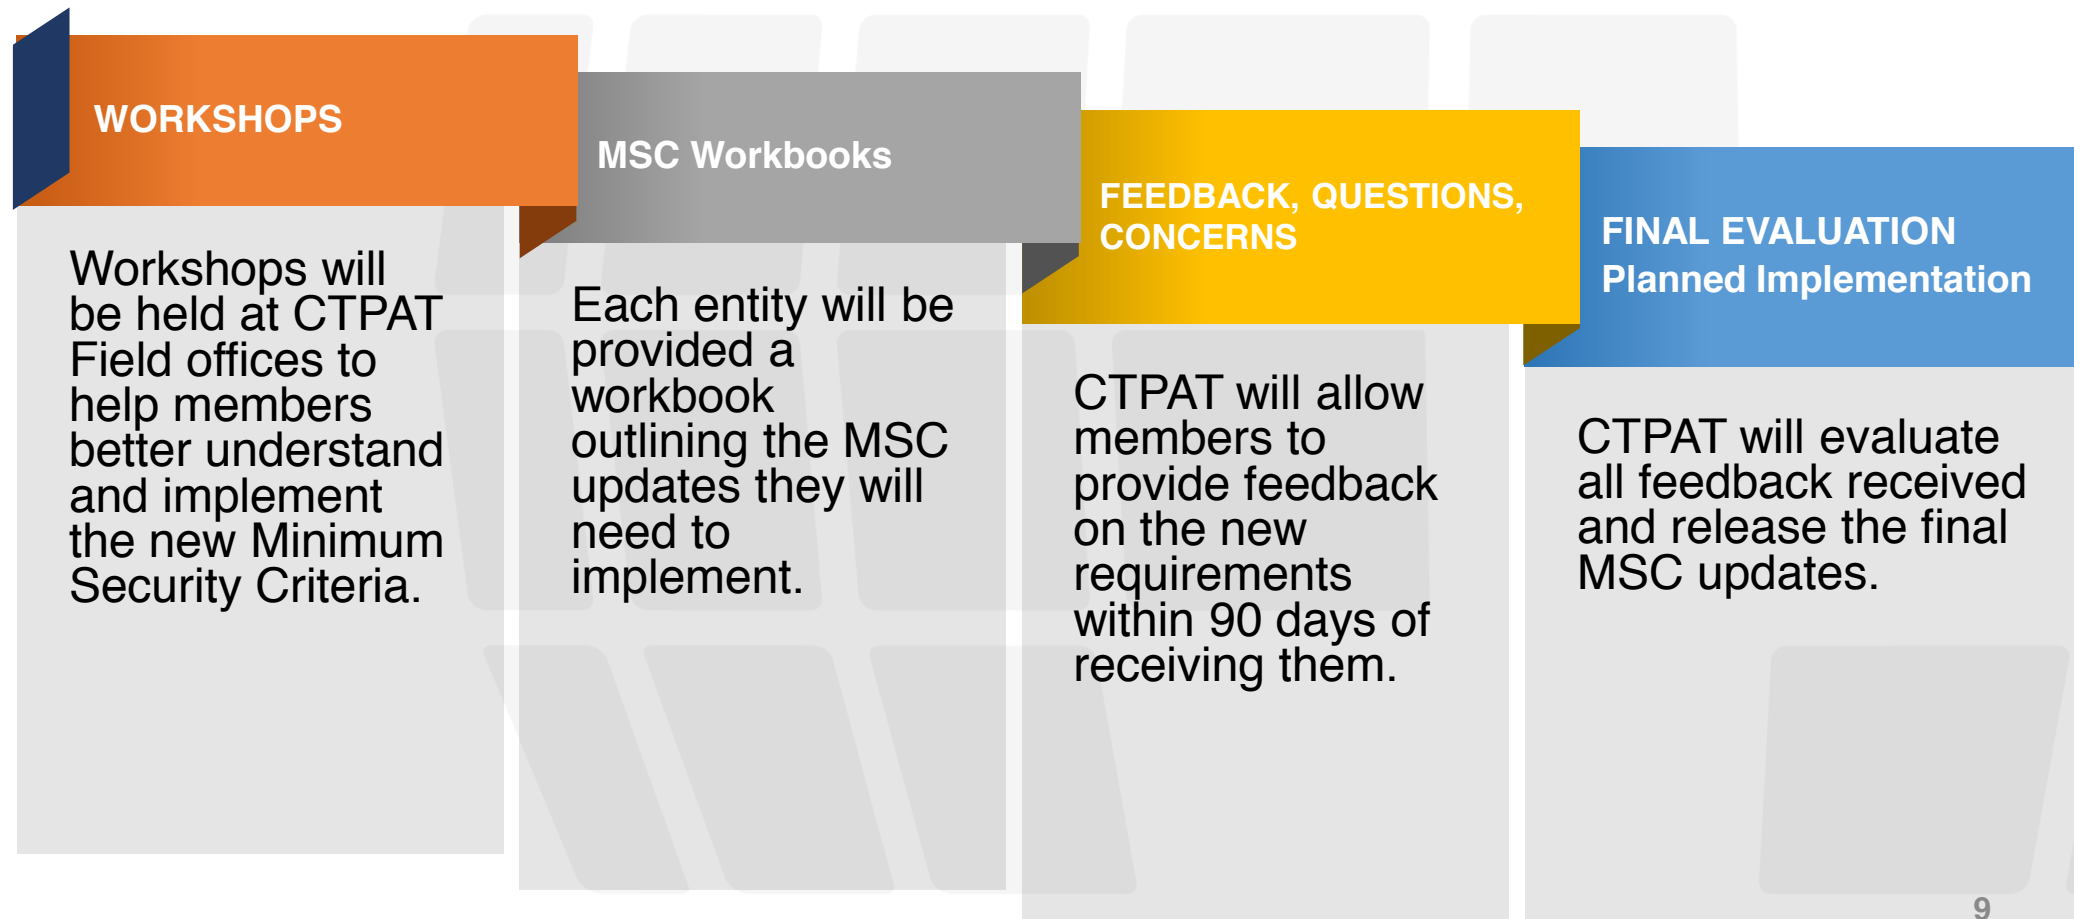 WORKSHOPS
Workshops will
be held at CTPAT
Field offices to
help members
better understand
and implement
the new Minimum
Security Criteria.
MSC Workbooks
Each entity will be
provided a
workbook
outlining the MSC
updates they will
need to
implement.
FEEDBACK, QUESTIONS,
CONCERNS
CTPAT will allow
members to
provide feedback
on the new
requirements
within 90 days of
receiving them.
FINAL EVALUATION
Planned Implementation
CTPAT will evaluate
all feedback received
and release the final
MSC updates.
9